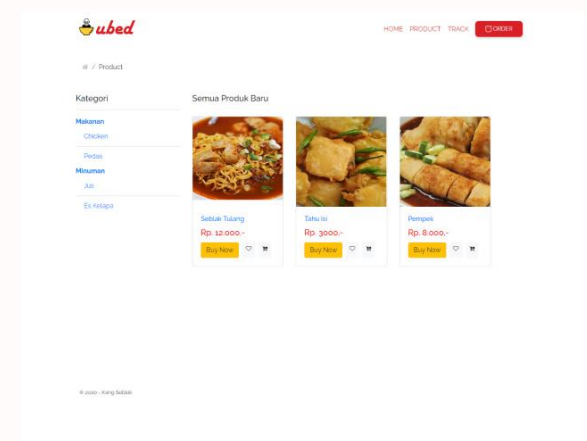 ubed
HOME PRODUCT TRACK ORDER
/ Product
Kategori
Makanan
Chicken
Pedas
Minuman
Jus
Es Kelapa
Semua Produk Baru
Seblak Tulang
Rp. 12.000,-
Buy Now
Tahu Isi
Rp. 3000,-
Buy Now
Pempek
Rp. 8.000,-
Buy Now
© 2020 - Kang Seblak